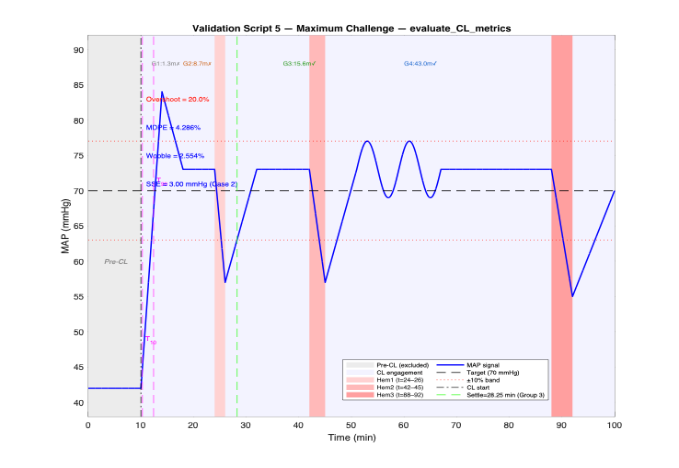 Validation Script 5 — Maximum Challenge — evaluate_CL_metrics
90
85
80
75
70
65
60
55
50
45
40
MAP (mmHg)
G1:1.3m✓ G2:8.7m✓ G3:15.6m✓ G4:43.0m✓
Overshoot = 20.0%
MDPE = 4.286%
Wobble = 2.554%
SSE = 3.00 mmHg (Case 2)
Pre-CL
Pre-CL (excluded)
CL engagement
Hem1 (t=24–26)
Hem2 (t=42–45)
Hem3 (t=88–92)
MAP signal
Target (70 mmHg)
±10% band
CL start
Settle=28.25 min (Group 3)
0 10 20 30 40 50 60 70 80 90 100
Time (min)